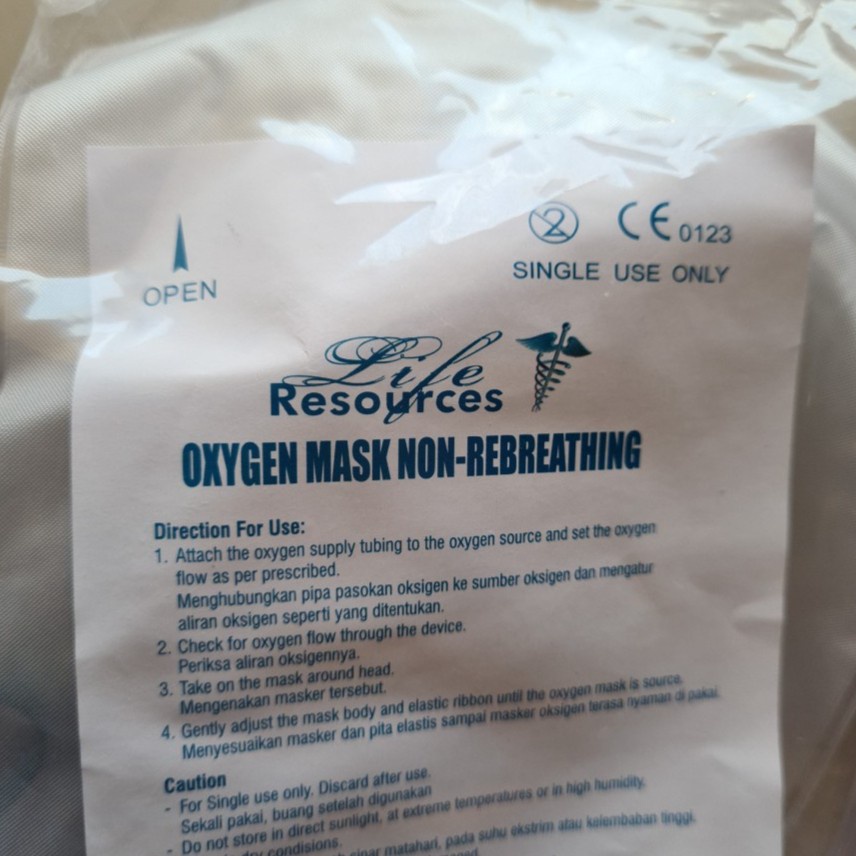 OPEN
2
CE 0123
SINGLE USE ONLY
Life
Resources
OXYGEN MASK NON-REBREATHING
Direction For Use:
1. Attach the oxygen supply tubing to the oxygen source and set the oxygen
flow as per prescribed.
Menghubungkan pipa pasokan oksigen ke sumber oksigen dan mengatur
aliran oksigen seperti yang ditentukan.
2. Check for oxygen flow through the device.
Periksa aliran oksigennya.
3. Take on the mask around head.
Mengenakan masker tersebut.
4. Gently adjust the mask body and elastic ribbon until the oxygen mask is source.
Menyesuaikan masker dan pita elastis sampai masker oksigen terasa nyaman di pakai.
Caution
- For Single use only. Discard after use.
Sekali pakai, buang setelah digunakan
- Do not store in direct sunlight, at extreme temperatures or in high humidity.
dry condisions.
sinar matahari, pada suhu ekstrim atau kelembaban tinggi.